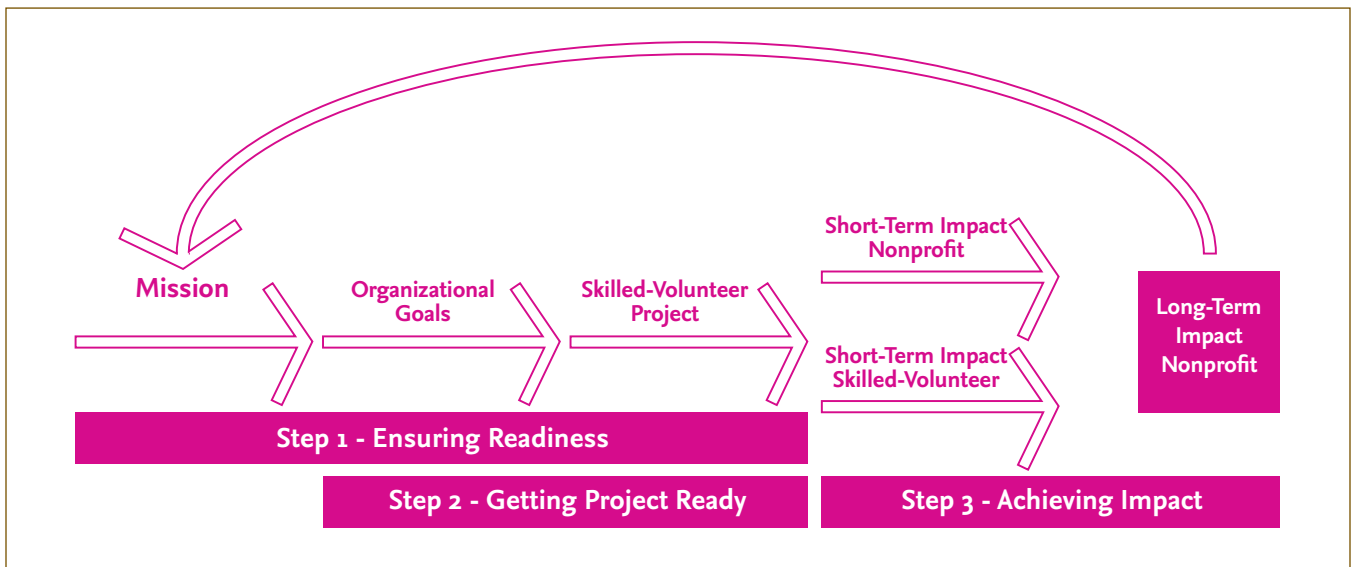 Mission
Organizational
Goals
Skilled-Volunteer
Project
Short-Term Impact
Nonprofit
Short-Term Impact
Skilled-Volunteer
Long-Term
Impact
Nonprofit
Step 1 - Ensuring Readiness
Step 2 - Getting Project Ready
Step 3 - Achieving Impact